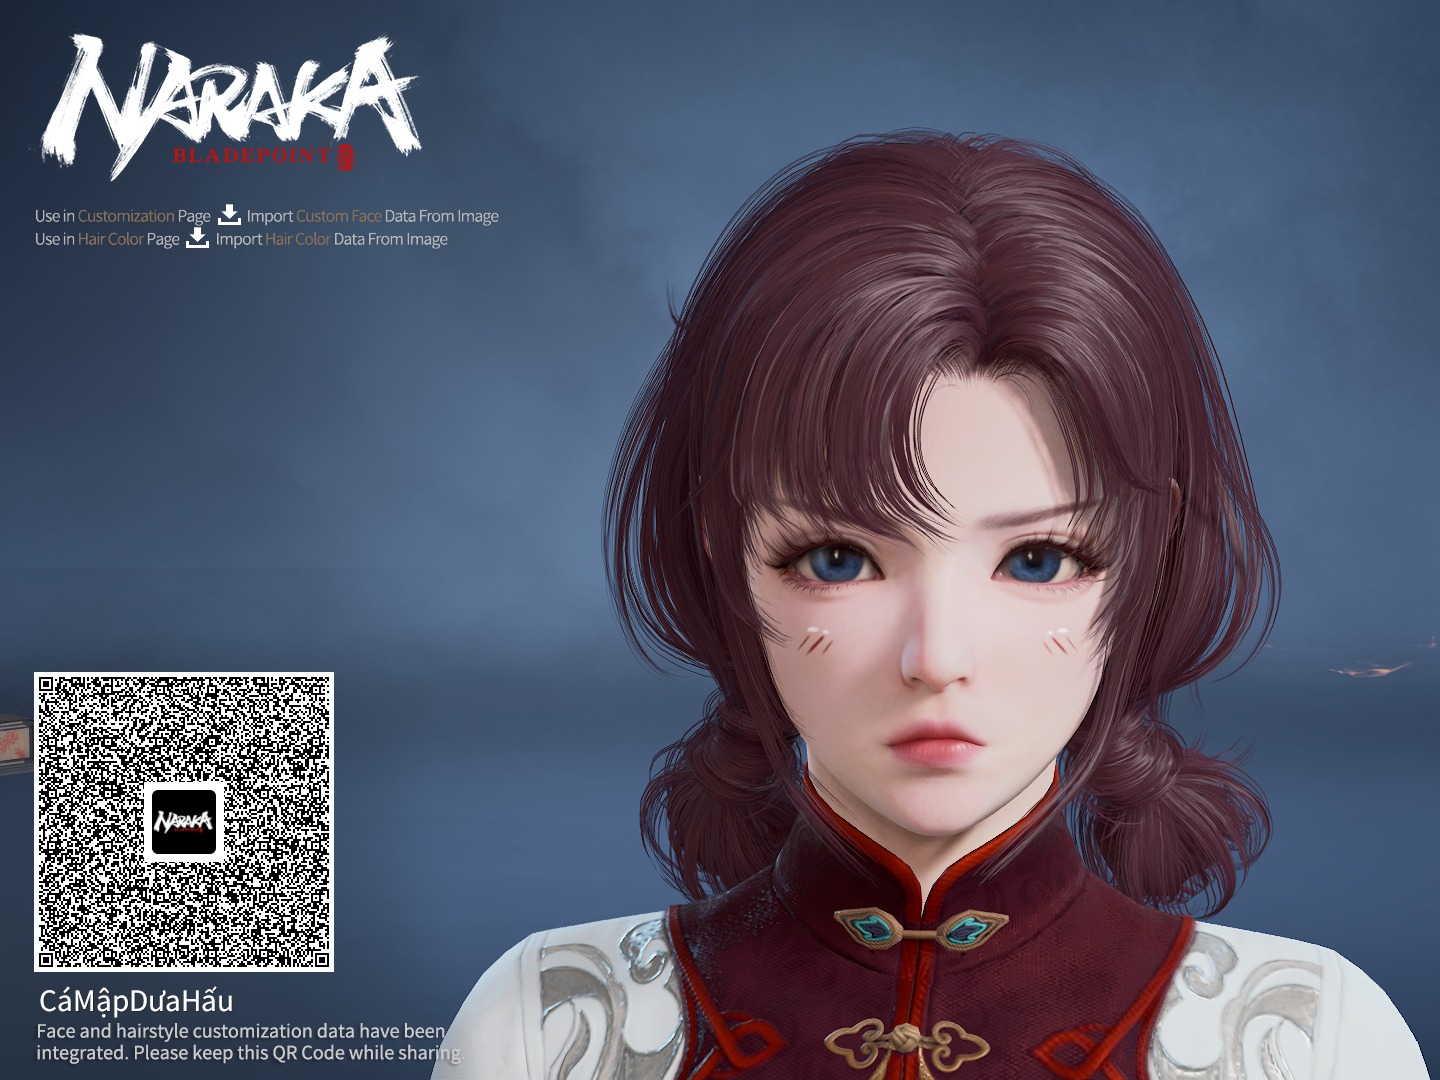 NARAKA
BLADEPOINT
Use in Customization Page Import Custom Face Data From Image
Use in Hair Color Page Import Hair Color Data From Image
NARAKA
CáMậpDưaHấu
Face and hairstyle customization data have been
integrated. Please keep this QR Code while sharing.